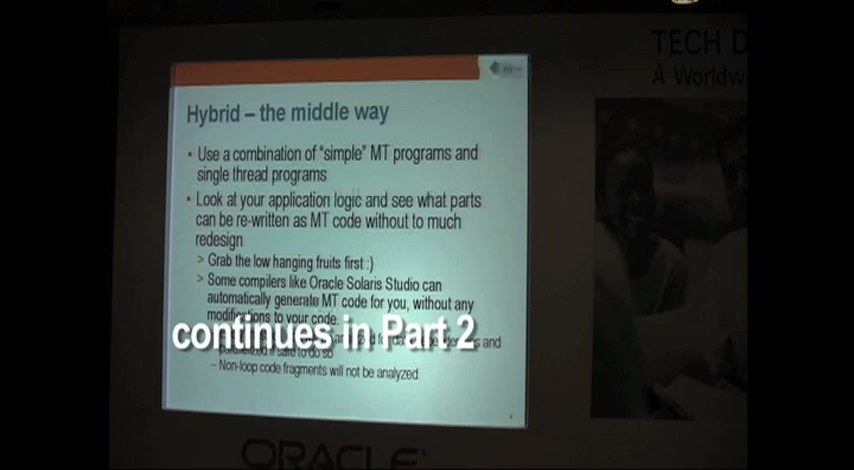 TECH D
A Worldw
Hybrid – the middle way
• Use a combination of “simple” MT programs and
single thread programs
• Look at your application logic and see what parts
can be re-written as MT code without to much
redesign
> Grab the low hanging fruits first :)
> Some compilers like Oracle Solaris Studio can
automatically generate MT code for you, without any
modifications to your code.
continues in Part 2
and
parallelized if safe to do so
– Non-loop code fragments will not be analyzed
ORACLE